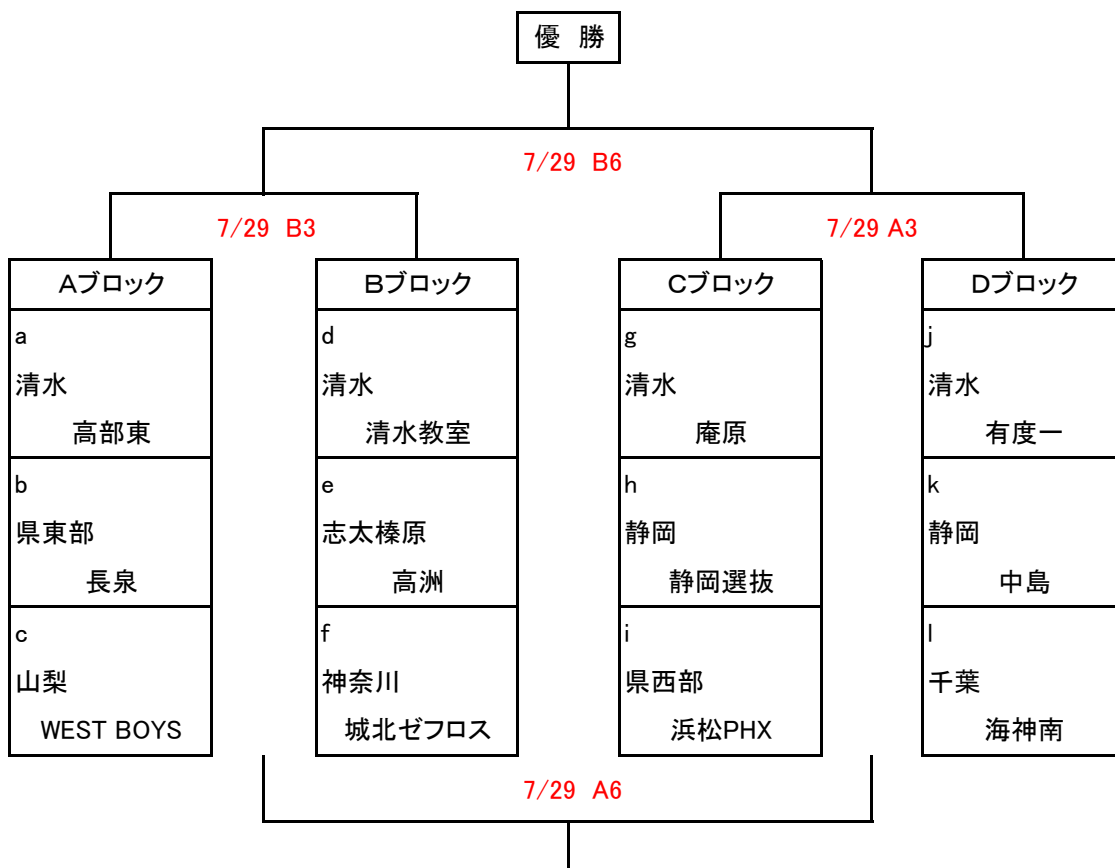 優 勝
7/29 B6
7/29 B3
7/29 A3
Aブロック
a
清水
高部東
b
県東部
長泉
c
山梨
WEST BOYS
Bブロック
d
清水
清水教室
e
志太榛原
高洲
f
神奈川
城北ゼフロス
Cブロック
g
清水
庵原
h
静岡
静岡選抜
i
県西部
浜松PHX
Dブロック
j
清水
有度一
k
静岡
中島
l
千葉
海神南
7/29 A6